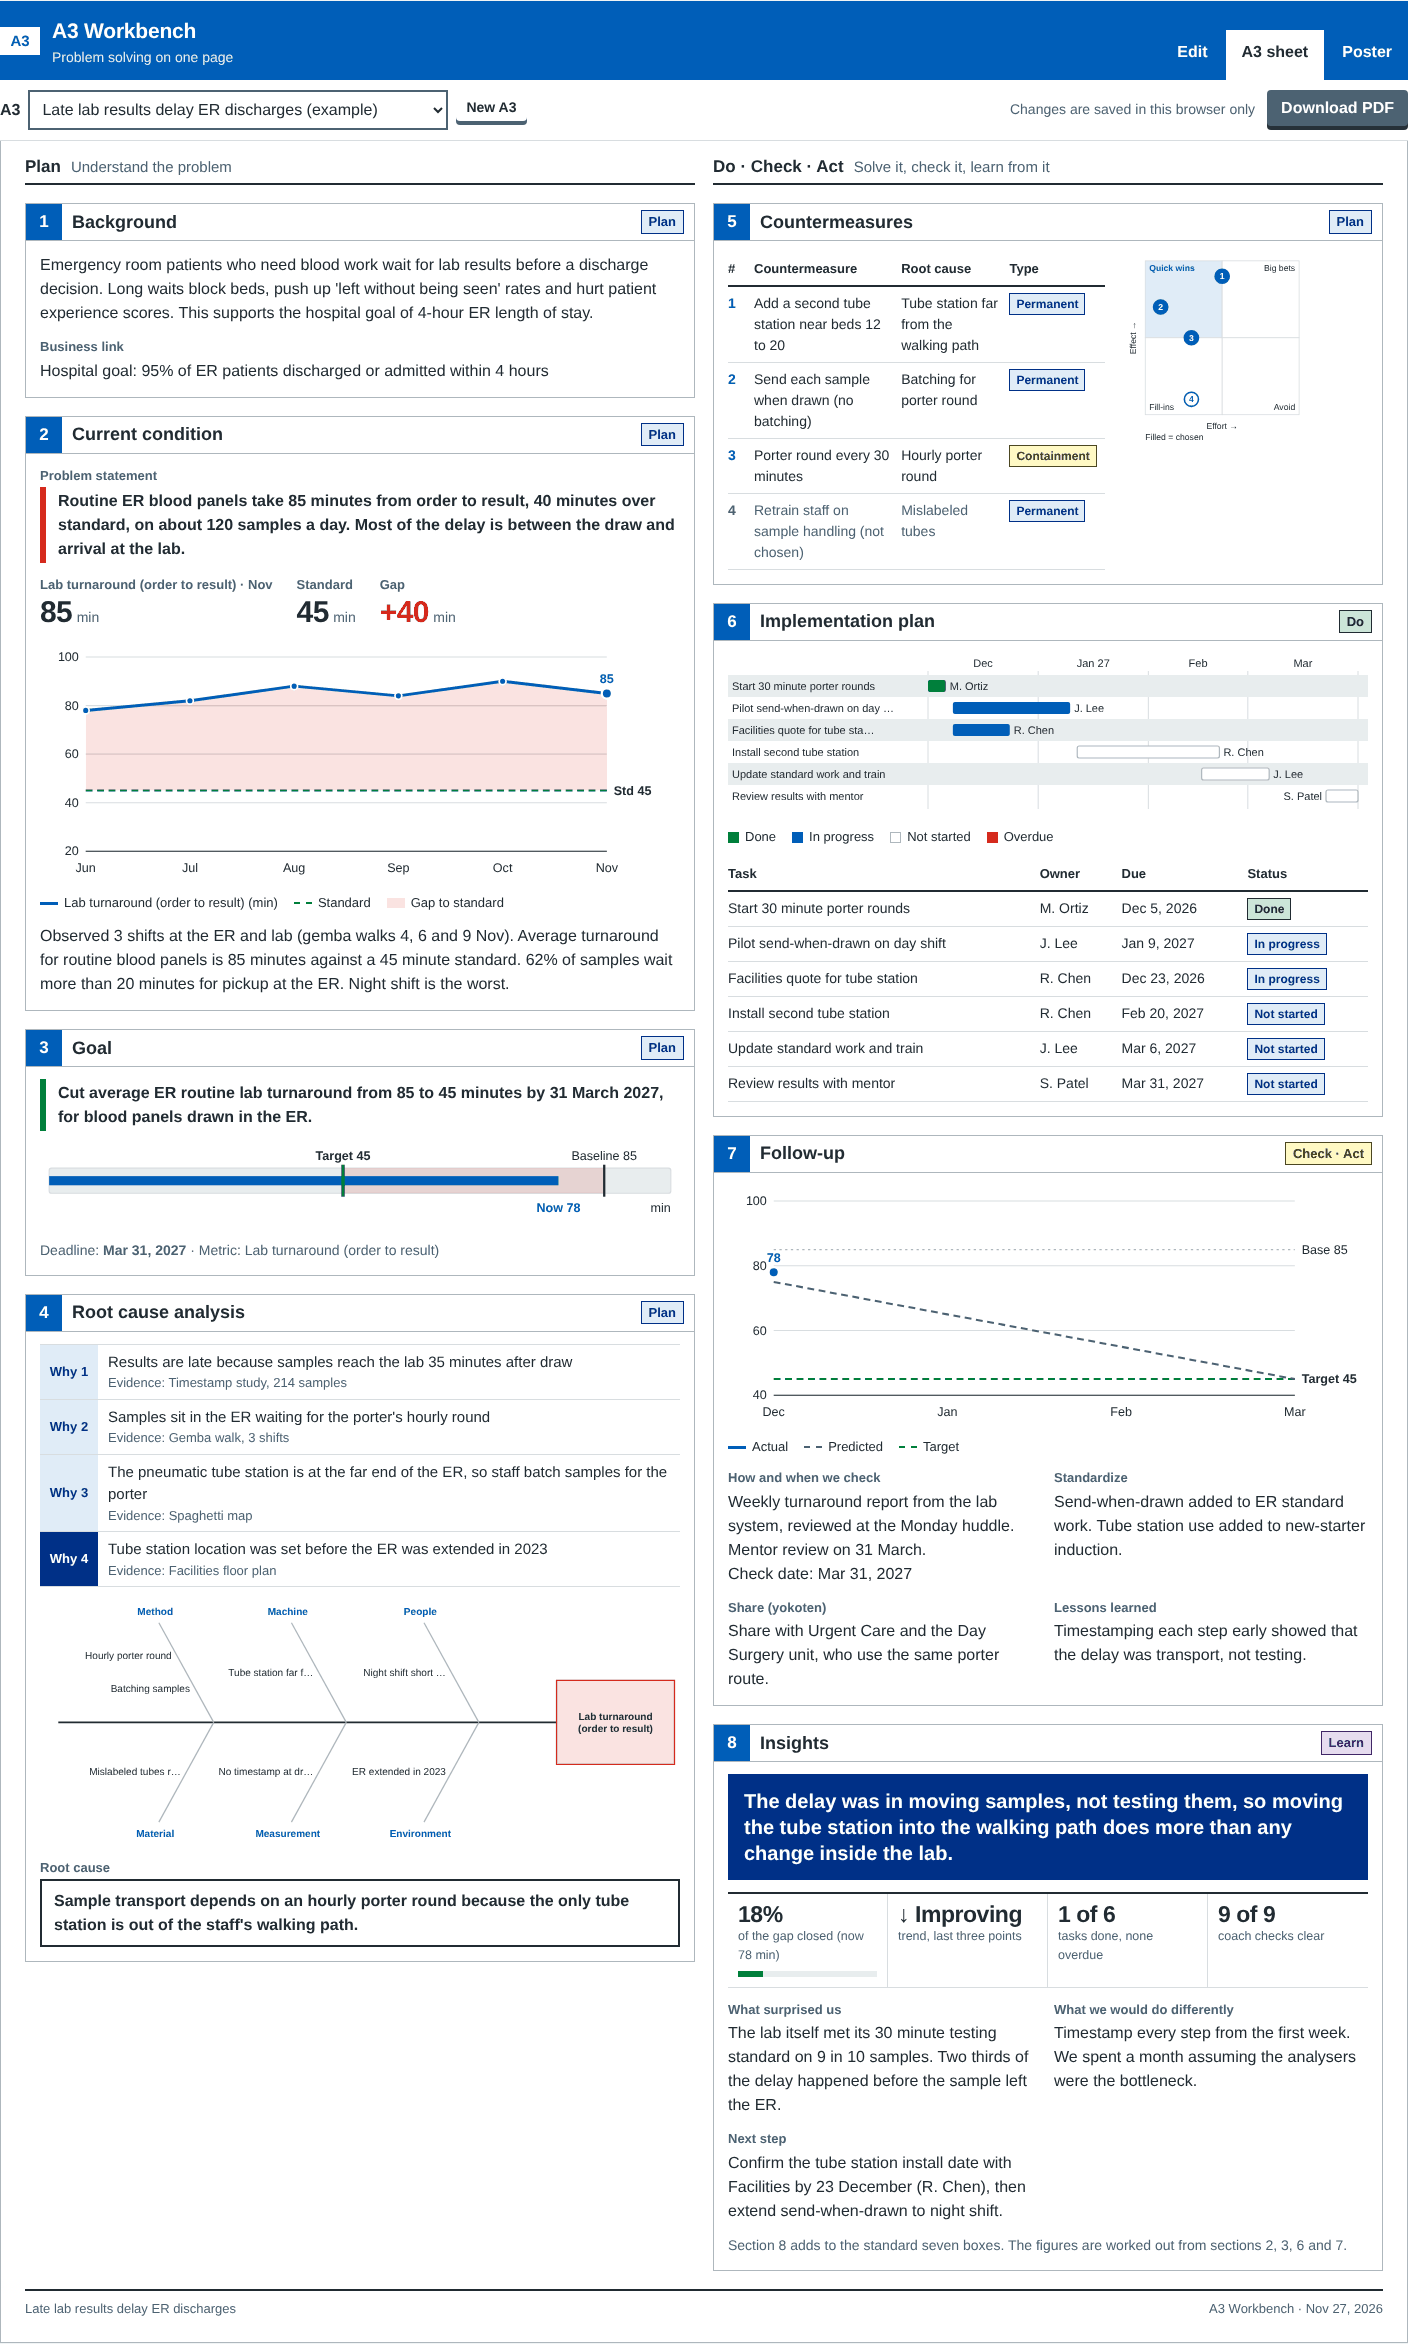 A3
A3 Workbench
Problem solving on one page
Edit
A3 sheet
Poster
A3
Late lab results delay ER discharges (example)
New A3
Changes are saved in this browser only
Download PDF
Plan Understand the problem
1 Background Plan
Emergency room patients who need blood work wait for lab results before a discharge
decision. Long waits block beds, push up 'left without being seen' rates and hurt patient
experience scores. This supports the hospital goal of 4-hour ER length of stay.
Business link
Hospital goal: 95% of ER patients discharged or admitted within 4 hours
2 Current condition Plan
Problem statement
Routine ER blood panels take 85 minutes from order to result, 40 minutes over
standard, on about 120 samples a day. Most of the delay is between the draw and
arrival at the lab.
Lab turnaround (order to result) · Nov Standard Gap
85 min 45 min +40 min
100
80
60
40
20
85
Std 45
Jun Jul Aug Sep Oct Nov
Lab turnaround (order to result) (min) Standard Gap to standard
Observed 3 shifts at the ER and lab (gemba walks 4, 6 and 9 Nov). Average turnaround
for routine blood panels is 85 minutes against a 45 minute standard. 62% of samples wait
more than 20 minutes for pickup at the ER. Night shift is the worst.
3 Goal Plan
Cut average ER routine lab turnaround from 85 to 45 minutes by 31 March 2027,
for blood panels drawn in the ER.
Target 45 Baseline 85
Now 78 min
Deadline: Mar 31, 2027 · Metric: Lab turnaround (order to result)
4 Root cause analysis Plan
Why 1
Results are late because samples reach the lab 35 minutes after draw
Evidence: Timestamp study, 214 samples
Why 2
Samples sit in the ER waiting for the porter's hourly round
Evidence: Gemba walk, 3 shifts
Why 3
The pneumatic tube station is at the far end of the ER, so staff batch samples for the
porter
Evidence: Spaghetti map
Why 4
Tube station location was set before the ER was extended in 2023
Evidence: Facilities floor plan
Method Machine People
Hourly porter round
Tube station far f… Night shift short …
Batching samples
Lab turnaround
(order to result)
Mislabeled tubes r… No timestamp at dr… ER extended in 2023
Material Measurement Environment
Root cause
Sample transport depends on an hourly porter round because the only tube
station is out of the staff's walking path.
Do · Check · Act Solve it, check it, learn from it
5 Countermeasures Plan
# Countermeasure Root cause Type
1 Add a second tube Tube station far Permanent
station near beds 12 from the
to 20 walking path
2 Send each sample Batching for Permanent
when drawn (no porter round
batching)
3 Porter round every 30 Hourly porter Containment
minutes round
4 Retrain staff on Mislabeled Permanent
sample handling (not tubes
chosen)
Quick wins Big bets
1
2
3
4
Fill-ins Avoid
Effect →
Effort →
Filled = chosen
6 Implementation plan Do
Dec Jan 27 Feb Mar
Start 30 minute porter rounds M. Ortiz
Pilot send-when-drawn on day … J. Lee
Facilities quote for tube sta… R. Chen
Install second tube station R. Chen
Update standard work and train J. Lee
Review results with mentor S. Patel
Done In progress Not started Overdue
Task Owner Due Status
Start 30 minute porter rounds M. Ortiz Dec 5, 2026 Done
Pilot send-when-drawn on day shift J. Lee Jan 9, 2027 In progress
Facilities quote for tube station R. Chen Dec 23, 2026 In progress
Install second tube station R. Chen Feb 20, 2027 Not started
Update standard work and train J. Lee Mar 6, 2027 Not started
Review results with mentor S. Patel Mar 31, 2027 Not started
7 Follow-up Check · Act
100
80
60
40
78
Base 85
Target 45
Dec Jan Feb Mar
Actual Predicted Target
How and when we check
Weekly turnaround report from the lab
system, reviewed at the Monday huddle.
Mentor review on 31 March.
Check date: Mar 31, 2027
Standardize
Send-when-drawn added to ER standard
work. Tube station use added to new-starter
induction.
Share (yokoten)
Share with Urgent Care and the Day
Surgery unit, who use the same porter
route.
Lessons learned
Timestamping each step early showed that
the delay was transport, not testing.
8 Insights Learn
The delay was in moving samples, not testing them, so moving
the tube station into the walking path does more than any
change inside the lab.
18%
of the gap closed (now
78 min)
↓ Improving
trend, last three points
1 of 6
tasks done, none
overdue
9 of 9
coach checks clear
What surprised us
The lab itself met its 30 minute testing
standard on 9 in 10 samples. Two thirds of
the delay happened before the sample left
the ER.
What we would do differently
Timestamp every step from the first week.
We spent a month assuming the analysers
were the bottleneck.
Next step
Confirm the tube station install date with
Facilities by 23 December (R. Chen), then
extend send-when-drawn to night shift.
Section 8 adds to the standard seven boxes. The figures are worked out from sections 2, 3, 6 and 7.
Late lab results delay ER discharges
A3 Workbench · Nov 27, 2026